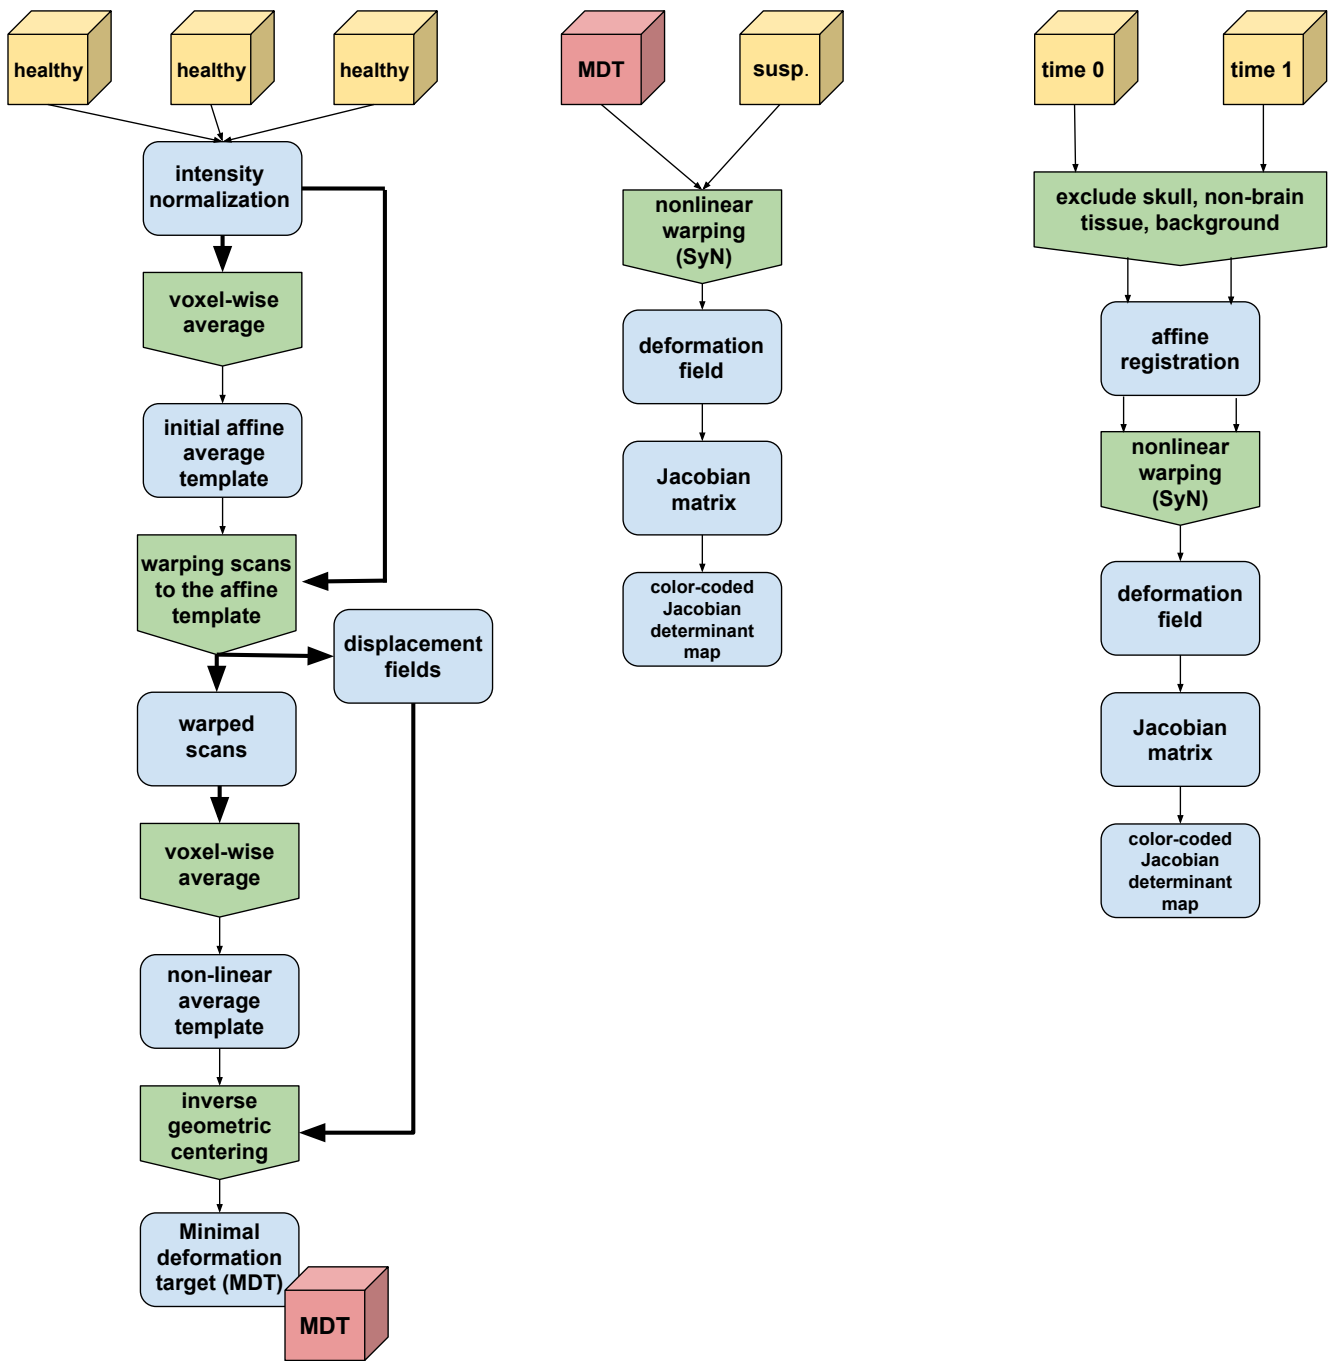 healthy
healthy
healthy
intensity
normalization
voxel-wise
average
initial affine
average
template
warping scans
to the affine
template
displacement
fields
warped
scans
voxel-wise
average
non-linear
average
template
inverse
geometric
centering
Minimal
deformation
target (MDT)
MDT
MDT
susp.
nonlinear
warping
(SyN)
deformation
field
Jacobian
matrix
color-coded
Jacobian
determinant
map
time 0
time 1
exclude skull, non-brain
tissue, background
affine
registration
nonlinear
warping
(SyN)
deformation
field
Jacobian
matrix
color-coded
Jacobian
determinant
map